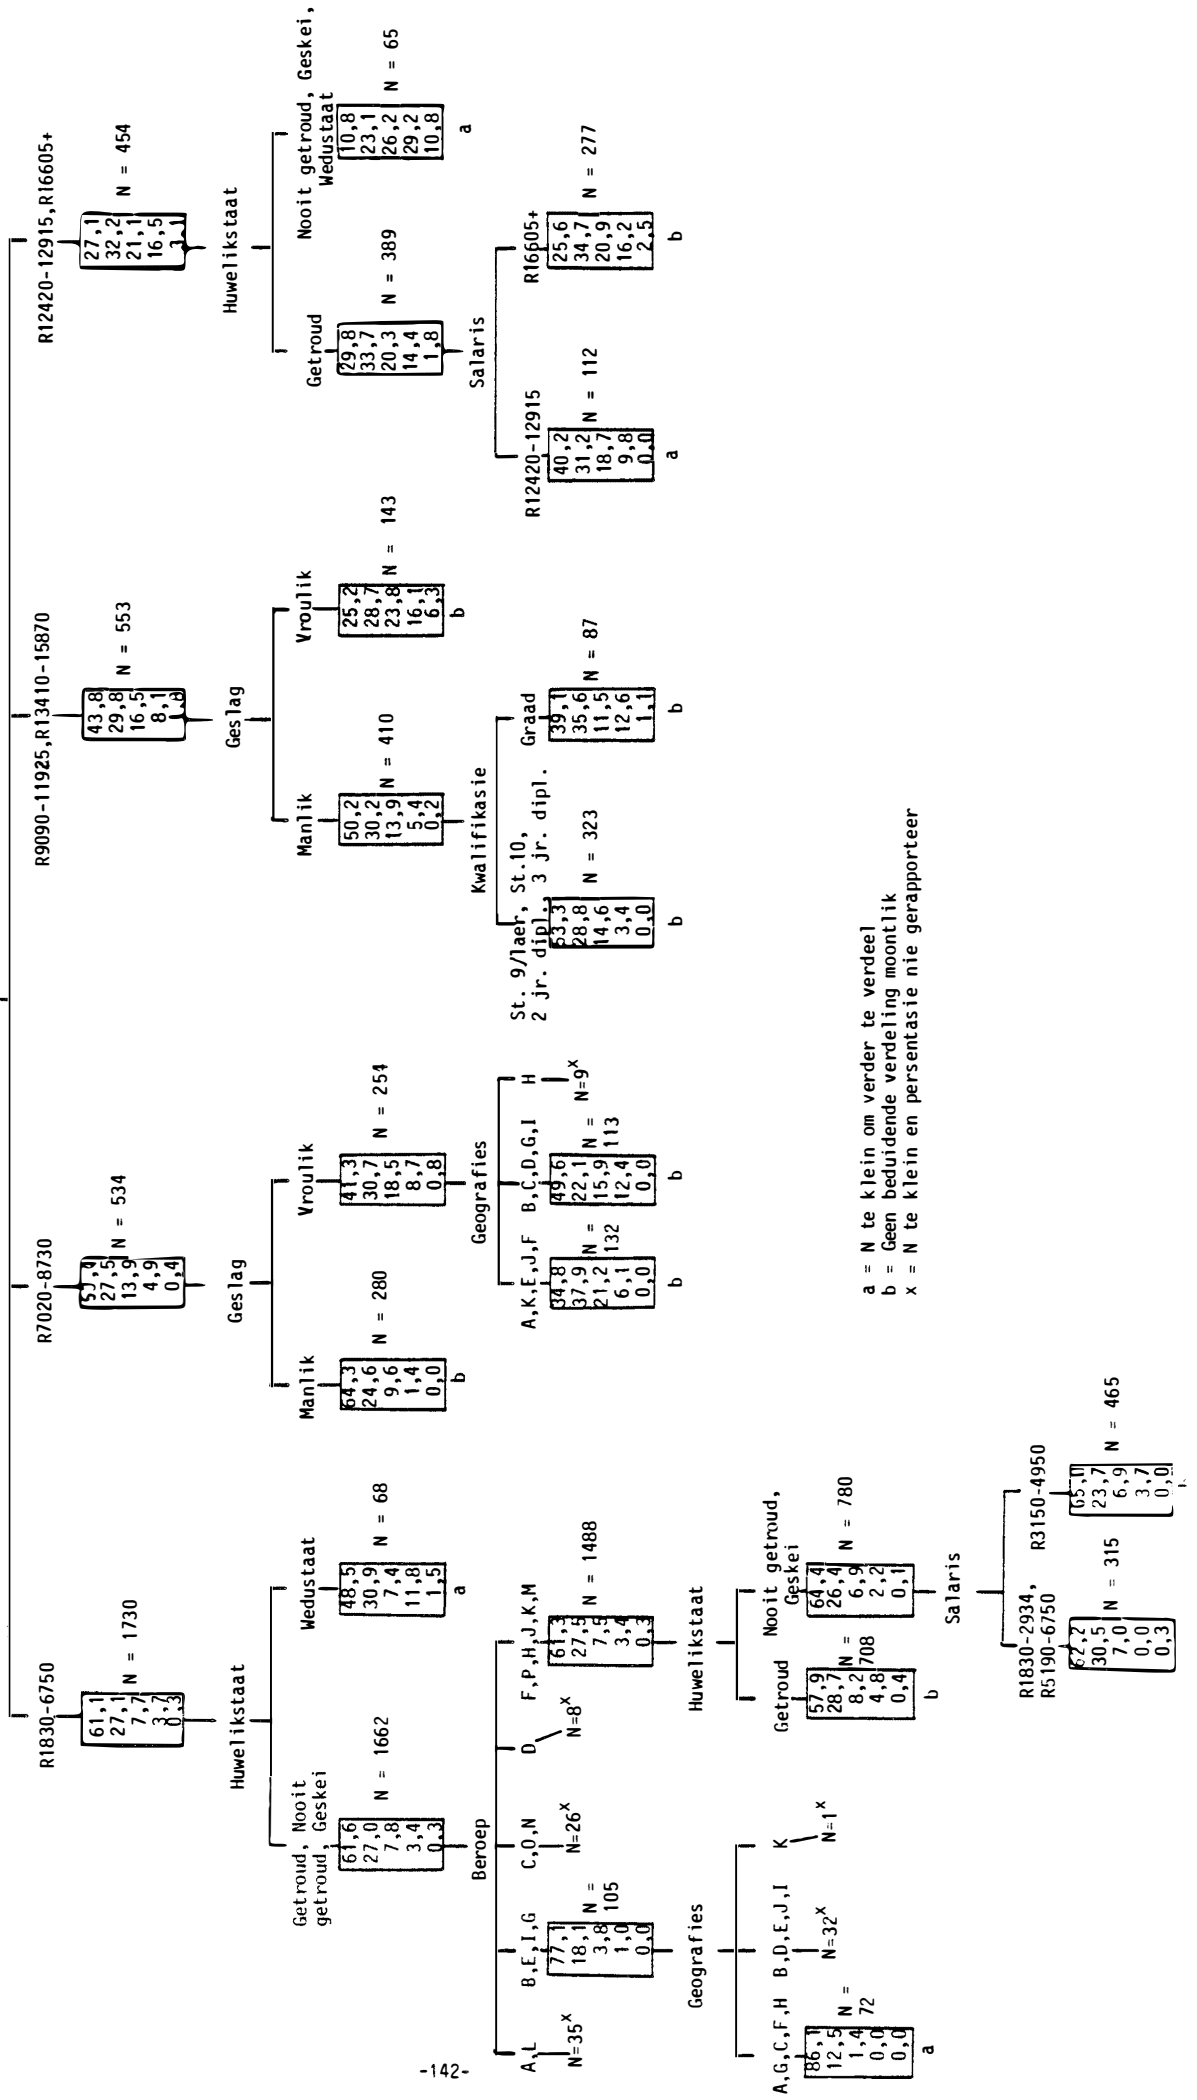 R1830-6750
61,1
27,1
7,7
3,7
0,3
N = 1730
Huwelikstaat
Getroud, Nooit
getroud, Geskei
61,6
27,0
7,8
3,4
0,3
N = 1662
Wedustaat
48,5
30,9
7,4
11,8
1,5
N = 68
a
Beroep
A,L
N=35x
B,E,I,G
77,1
18,1
3,8
1,0
0,0
N =
105
C,O,N
N=26x
D
N=8x
F,P,H,J,K,M
61,3
27,5
7,5
3,4
0,3
N = 1488
Geografies
A,G,C,F,H
86,1
12,5
1,4
0,0
0,0
N =
72
a
B,D,E,J,I
N=32x
K
N=1x
Huwelikstaat
Getroud
57,9
28,7
8,2
4,8
0,4
N =
708
b
Nooit getroud,
Geskei
64,4
26,4
6,9
2,2
0,1
N = 780
Salaris
R1830-2934,
R5190-6750
62,2
30,5
7,0
0,0
0,3
N = 315
R3150-4950
65,0
23,7
6,9
3,7
0,0
N = 465
R7020-8730
27,5
13,9
4,9
0,4
N = 534
Geslag
Manlik
64,3
24,6
9,6
1,4
0,0
N = 280
b
Vroulik
41,3
30,7
18,5
8,7
0,8
N = 254
Geografies
A,K,E,J,F
34,8
37,9
21,2
6,1
0,0
N =
132
b
B,C,D,G,I
49,6
22,1
15,9
12,4
0,0
N =
113
b
H
N=9x
R9090-11925,R13410-15870
43,8
29,8
16,5
8,1
N = 553
Geslag
Manlik
50,2
30,2
13,9
5,4
0,2
N = 410
Vroulik
25,2
28,7
23,8
16,1
6,3
N = 143
b
Kwalifikasie
St. 9/laer, St.10,
2 jr. dipl., 3 jr. dipl.
53,3
28,8
14,6
3,4
0,0
N = 323
b
Graad
39,1
35,6
11,5
12,6
1,1
N = 87
b
R12420-12915,R16605+
27,1
32,2
21,1
16,5
3,1
N = 454
Huwelikstaat
Getroud
29,8
33,7
20,3
14,4
1,8
N = 389
Nooit getroud, Geskei,
Wedustaat
10,8
23,1
26,2
29,2
10,8
N = 65
a
Salaris
R12420-12915
40,2
31,2
18,7
9,8
0,0
N = 112
a
R16605+
25,6
34,7
20,9
16,2
2,5
N = 277
b
a = N te klein om verder te verdeel
b = Geen beduidende verdeling moontlik
x = N te klein en persentasie nie gerapporteer
-142-